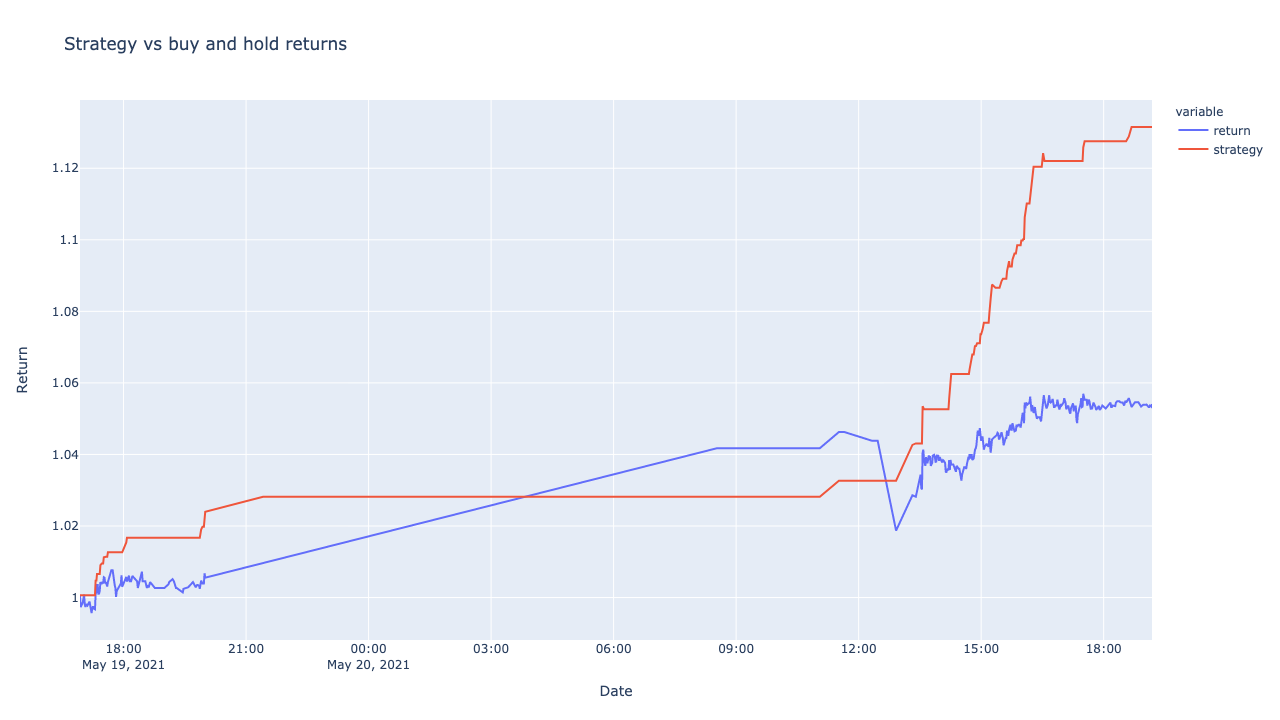 Strategy vs buy and hold returns
variable
return
strategy
Return
1.12
1.1
1.08
1.06
1.04
1.02
1
18:00 21:00 00:00 03:00 06:00 09:00 12:00 15:00 18:00
May 19, 2021 May 20, 2021
Date